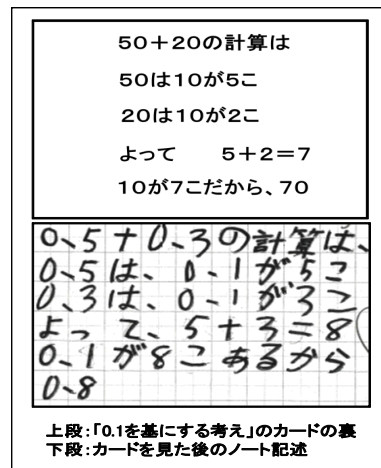 50＋20の計算は
50は10が5こ
20は10が2こ
よって　　5＋2＝7
10が7こだから、70
0、5＋0、3の計算は、
0、5は、0、1が5こ
0、3は、0、1が3こ
よって、5＋3＝8
0、1が8こあるから
0、8
上段：「0.1を基にする考え」のカードの裏
下段：カードを見た後のノート記述